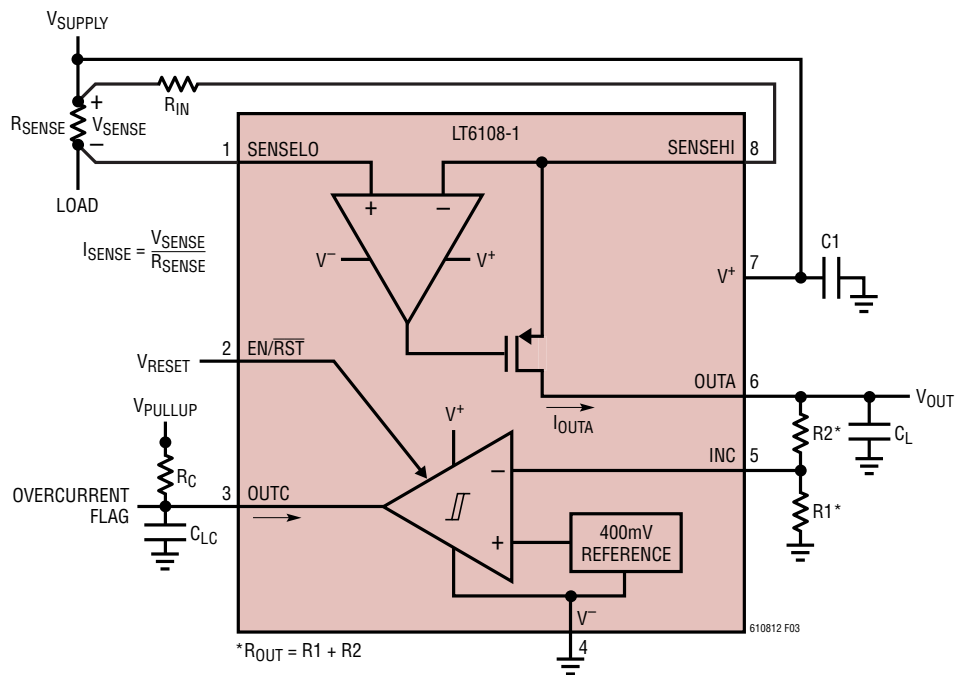 VSUPPLY
RIN
+
RSENSE
VSENSE
–
LOAD
ISENSE = VSENSE
RSENSE
LT6108-1
1 SENSELO
SENSEHI 8
+ –
V– V+
C1
V+ 7
2 EN/RST
VRESET
VPULLUP
RC
OVERCURRENT
FLAG
3 OUTC
CLC
OUTA 6
VOUT
IOUTA
R2*
CL
V+
INC 5
–
R1*
+
400mV
REFERENCE
V–
4
*ROUT = R1 + R2
610812 F03